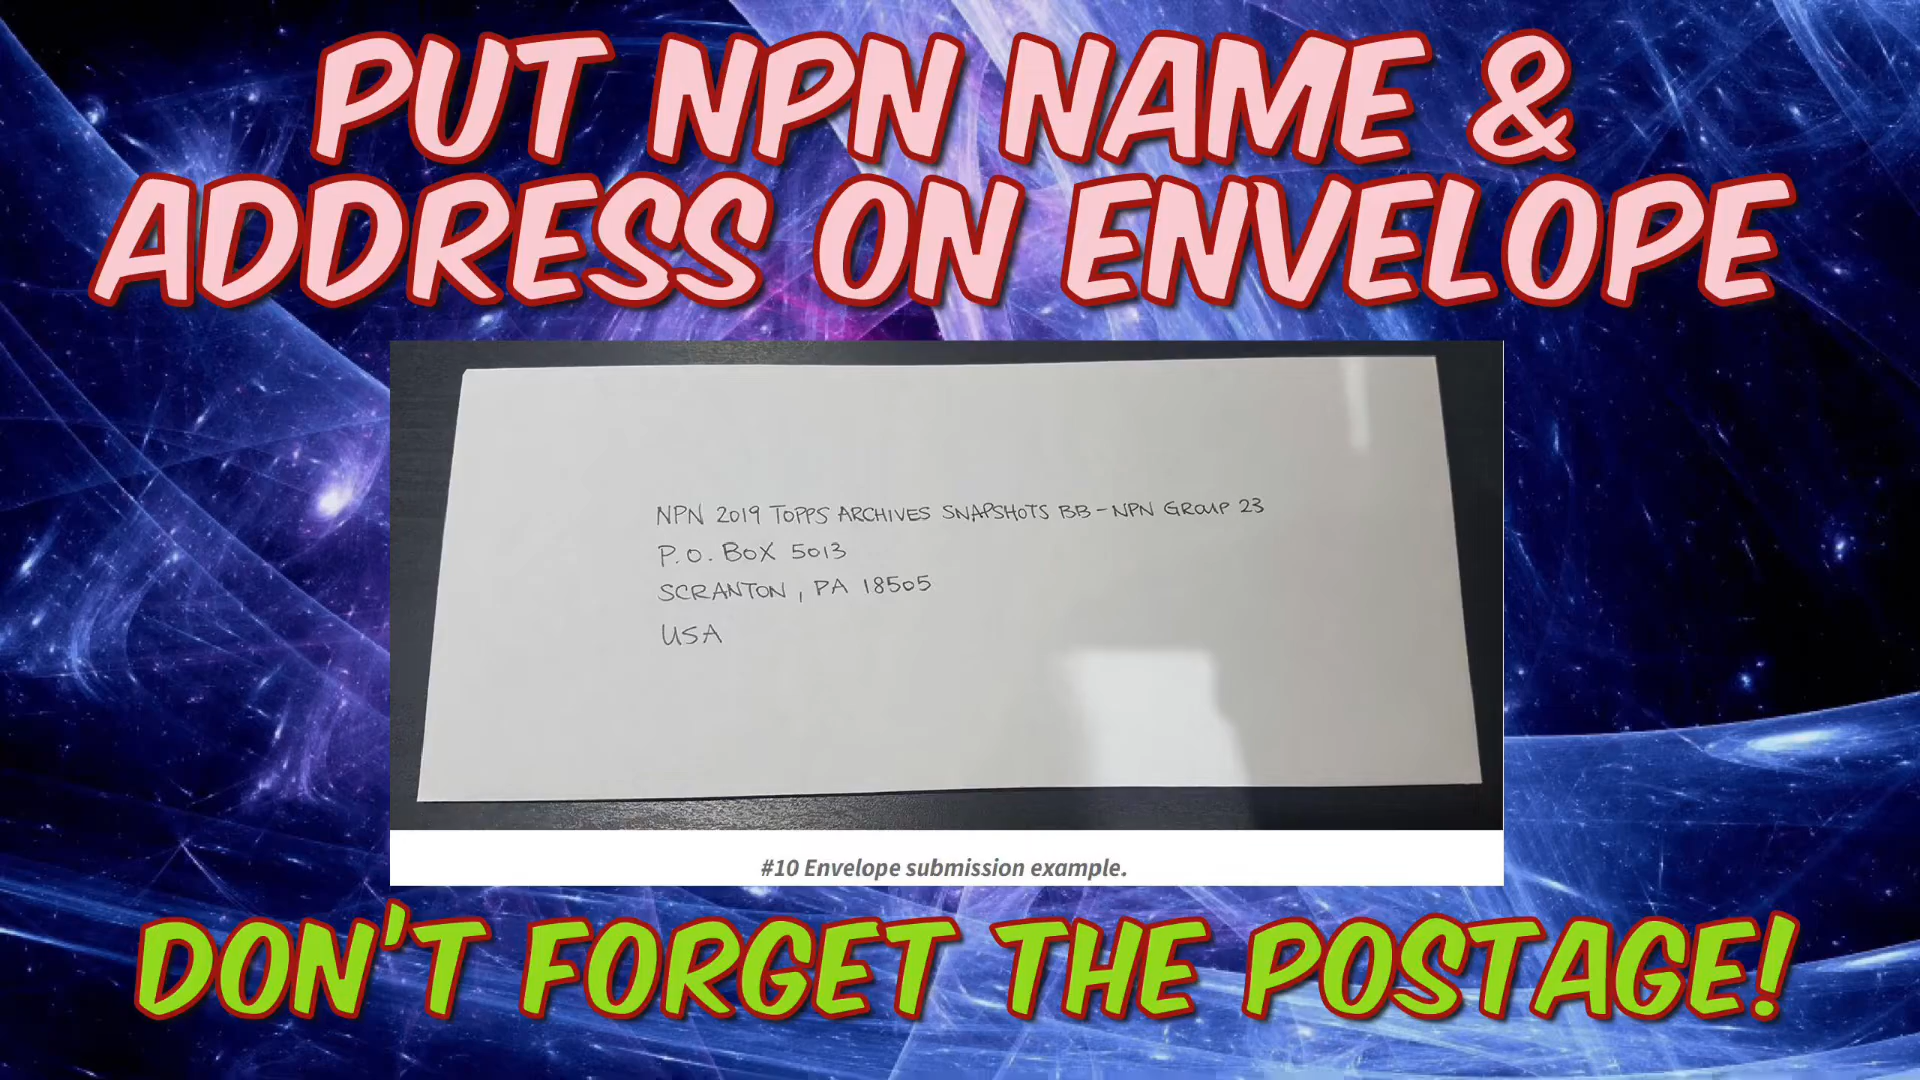 PUT NPN NAME &
ADDRESS ON ENVELOPE
NPN 2019 TOPPS ARCHIVES SNAPSHOTS BB - NPN GROUP 23
P.O. BOX 5013
SCRANTON, PA 18505
USA
#10 Envelope submission example.
DON'T FORGET THE POSTAGE!